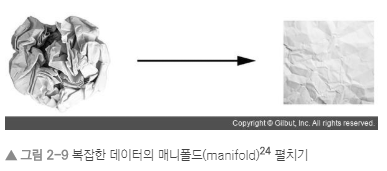 Copyright © Gilbut, Inc. All rights reserved.
▲ 그림 2-9 복잡한 데이터의 매니폴드(manifold)24 펼치기